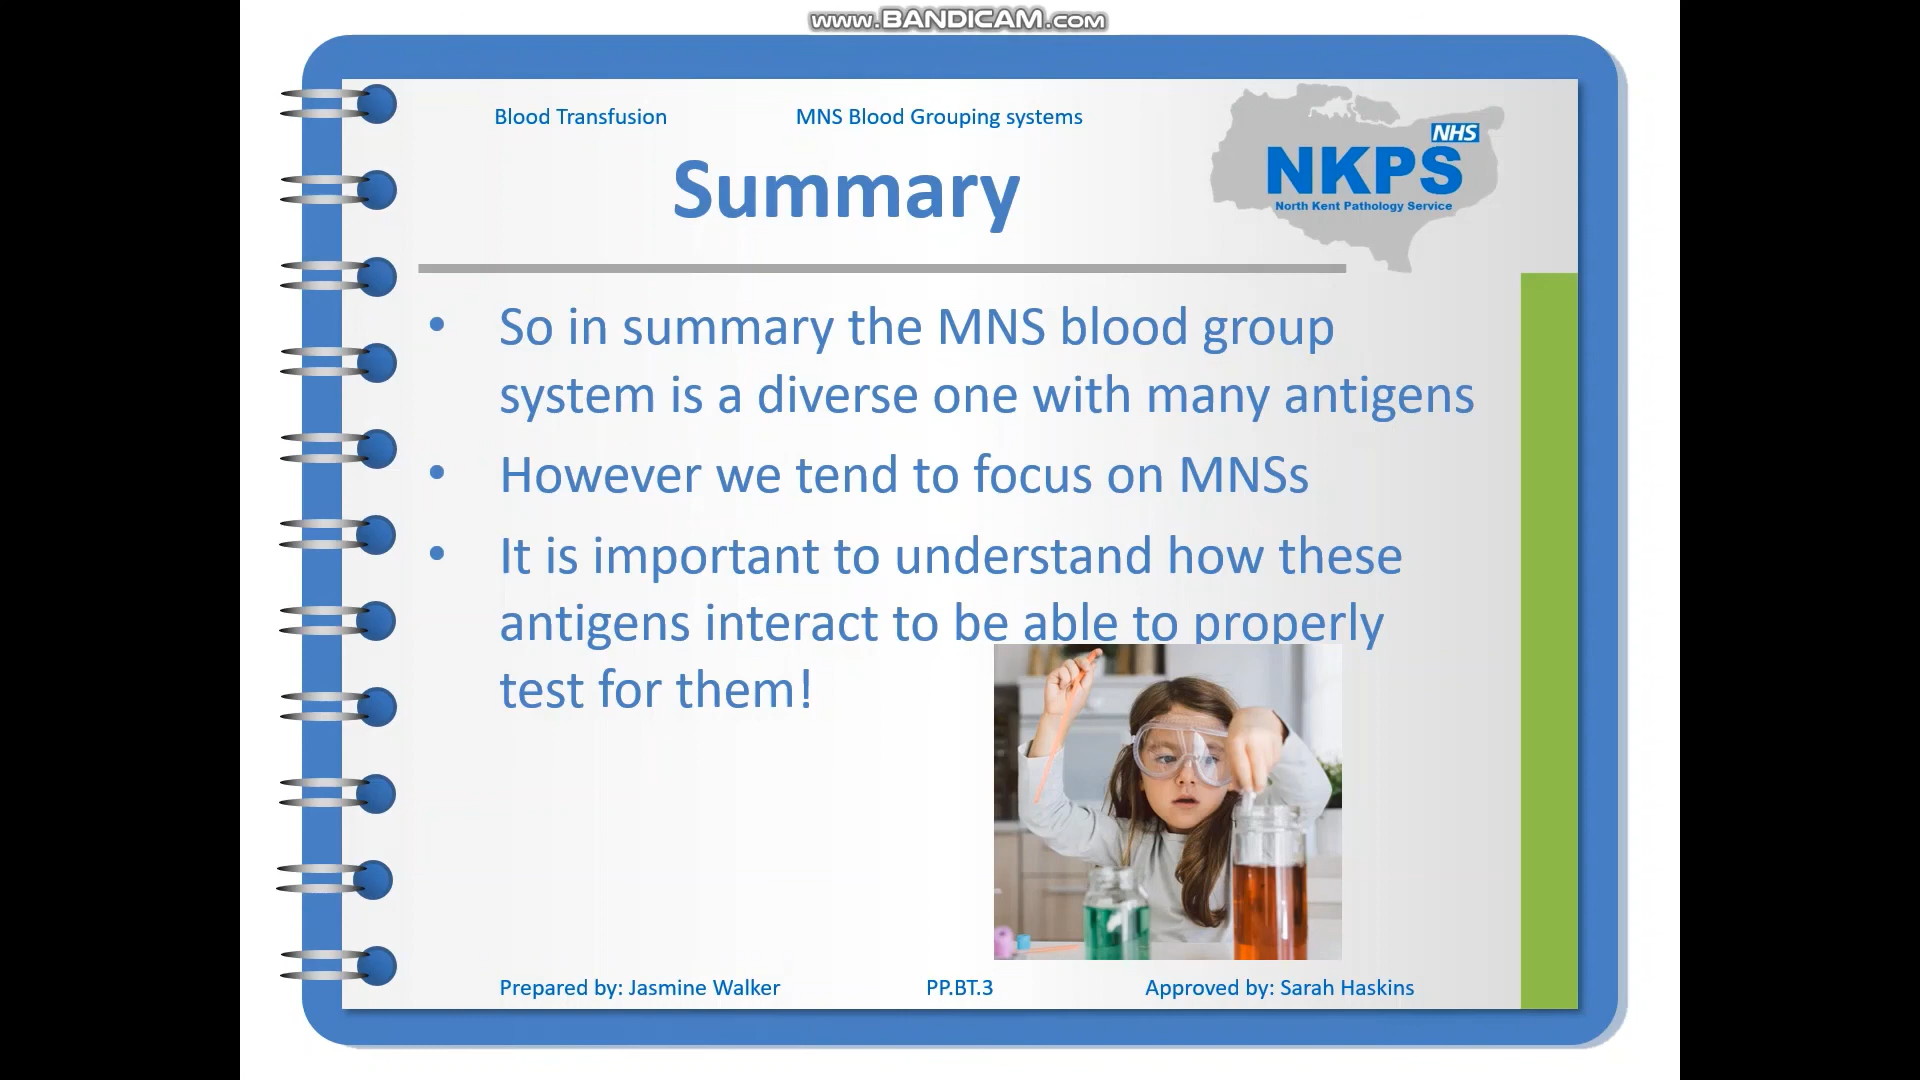 www.BANDICAM.com
Blood Transfusion
MNS Blood Grouping systems
NHS
NKPS
North Kent Pathology Service
Summary
• So in summary the MNS blood group
system is a diverse one with many antigens
• However we tend to focus on MNSs
• It is important to understand how these
antigens interact to be able to properly
test for them!
Prepared by: Jasmine Walker
PP.BT.3
Approved by: Sarah Haskins